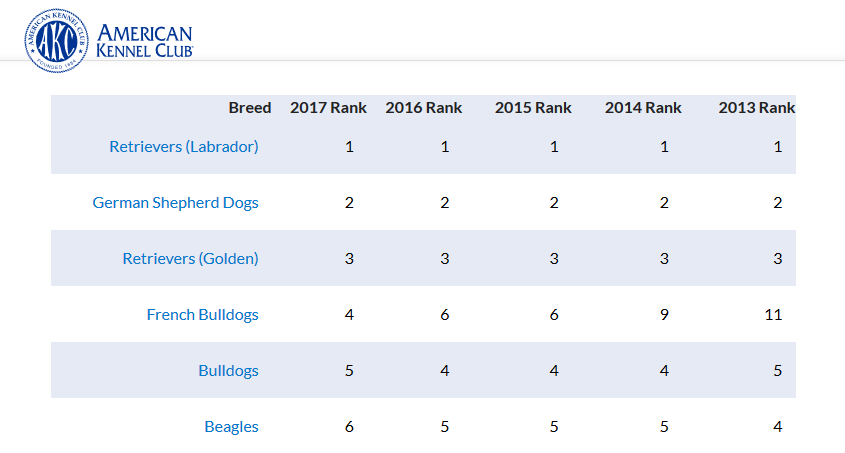 AMERICAN KENNEL CLUB
AKC
FOUNDED 1884
AMERICAN
KENNEL CLUB®
Breed 2017 Rank 2016 Rank 2015 Rank 2014 Rank 2013 Rank
Retrievers (Labrador) 1 1 1 1 1
German Shepherd Dogs 2 2 2 2 2
Retrievers (Golden) 3 3 3 3 3
French Bulldogs 4 6 6 9 11
Bulldogs 5 4 4 4 5
Beagles 6 5 5 5 4